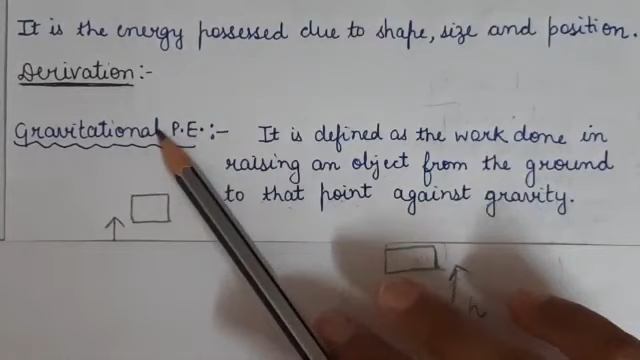 It is the energy possessed due to shape, size and position.
Derivation:-
Gravitational P.E.:- It is defined as the work done in
raising an object from the ground
to that point against gravity.
h